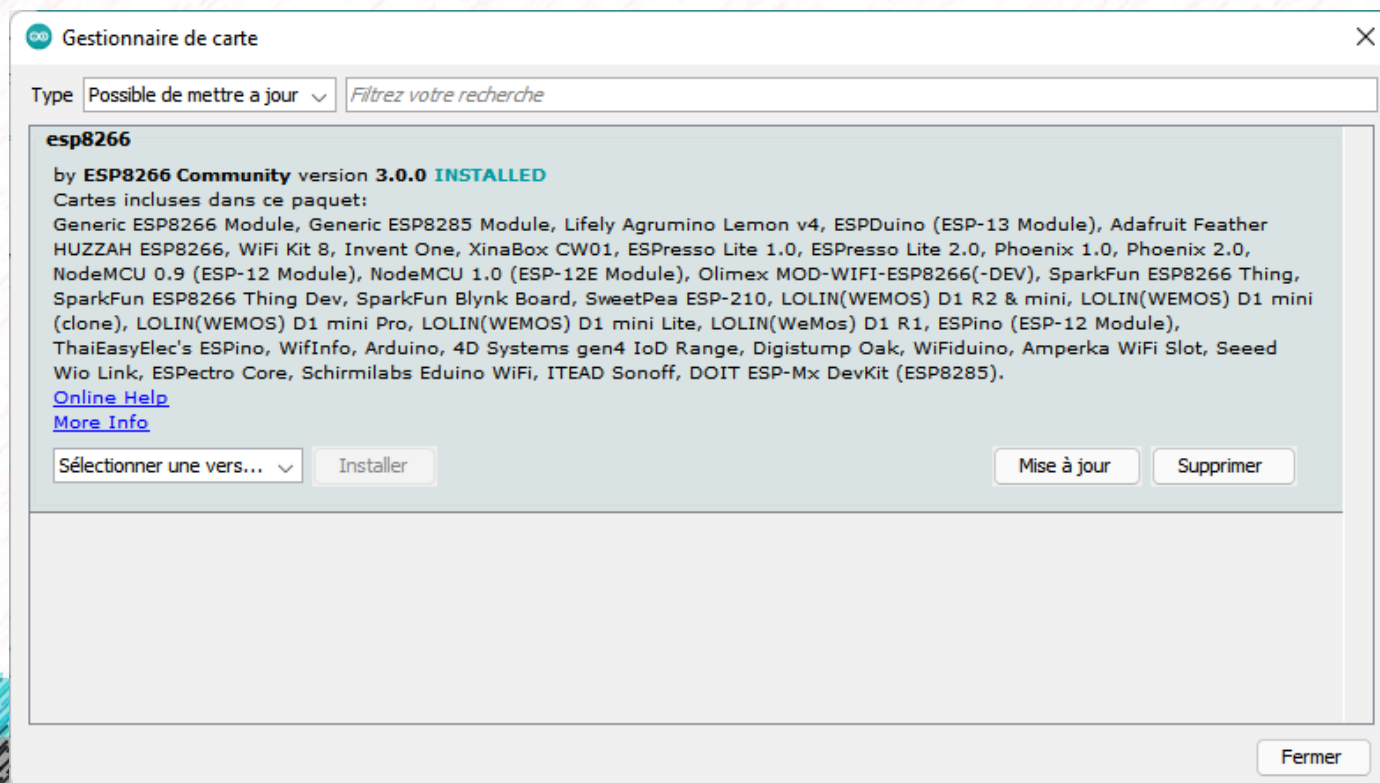 Gestionnaire de carte
Type Possible de mettre a jour Filtrez votre recherche
esp8266
by ESP8266 Community version 3.0.0 INSTALLED
Cartes incluses dans ce paquet:
Generic ESP8266 Module, Generic ESP8285 Module, Lifely Agrumino Lemon v4, ESPDuino (ESP-13 Module), Adafruit Feather
HUZZAH ESP8266, WiFi Kit 8, Invent One, XinaBox CW01, ESPresso Lite 1.0, ESPresso Lite 2.0, Phoenix 1.0, Phoenix 2.0,
NodeMCU 0.9 (ESP-12 Module), NodeMCU 1.0 (ESP-12E Module), Olimex MOD-WIFI-ESP8266(-DEV), SparkFun ESP8266 Thing,
SparkFun ESP8266 Thing Dev, SparkFun Blynk Board, SweetPea ESP-210, LOLIN(WEMOS) D1 R2 & mini, LOLIN(WEMOS) D1 mini
(clone), LOLIN(WEMOS) D1 mini Pro, LOLIN(WEMOS) D1 mini Lite, LOLIN(WeMos) D1 R1, ESPino (ESP-12 Module),
ThaiEasyElec's ESPino, WifInfo, Arduino, 4D Systems gen4 IoD Range, Digistump Oak, WiFiduino, Amperka WiFi Slot, Seeed
Wio Link, ESPectro Core, Schirmilabs Eduino WiFi, ITEAD Sonoff, DOIT ESP-Mx DevKit (ESP8285).
Online Help
More Info
Sélectionner une vers... Installer Mise à jour Supprimer
Fermer